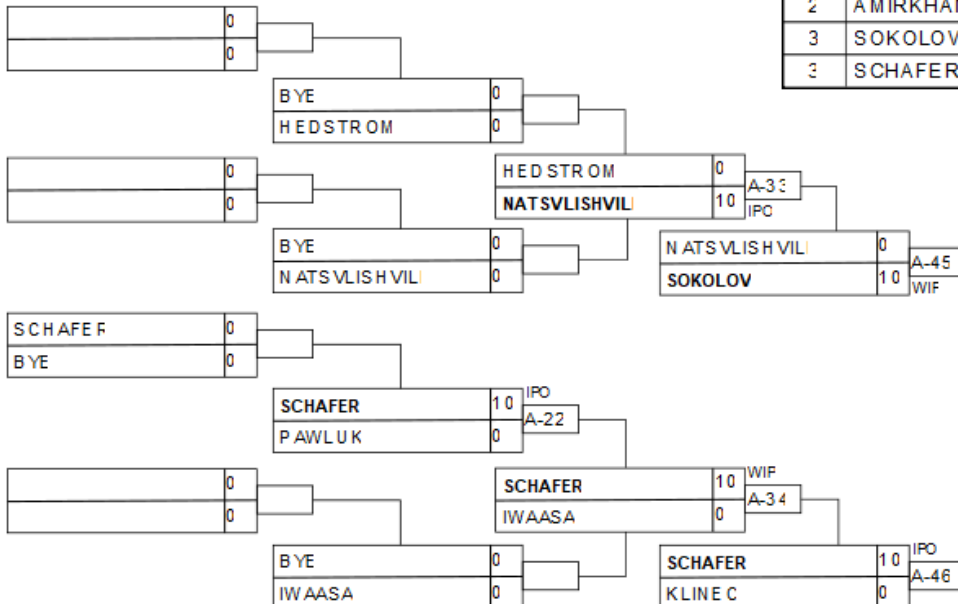 2 AMIRKHAN
3 SOKOLOV
3 SCHAFER
0
0
BYE 0
HEDSTROM 0
HEDSTROM 0
NATSVLISHVILI 10
A-33
IPO
0
0
BYE 0
NATSVLISHVILI 0
NATSVLISHVILI 0
SOKOLOV 10
A-45
WIF
SCHAFER 0
BYE 0
IPO
SCHAFER 10
A-22
PAWLUK 0
WIF
SCHAFER 10
A-34
IWAASA 0
0
0
BYE 0
IWAASA 0
IPO
SCHAFER 10
A-46
KLINE C 0